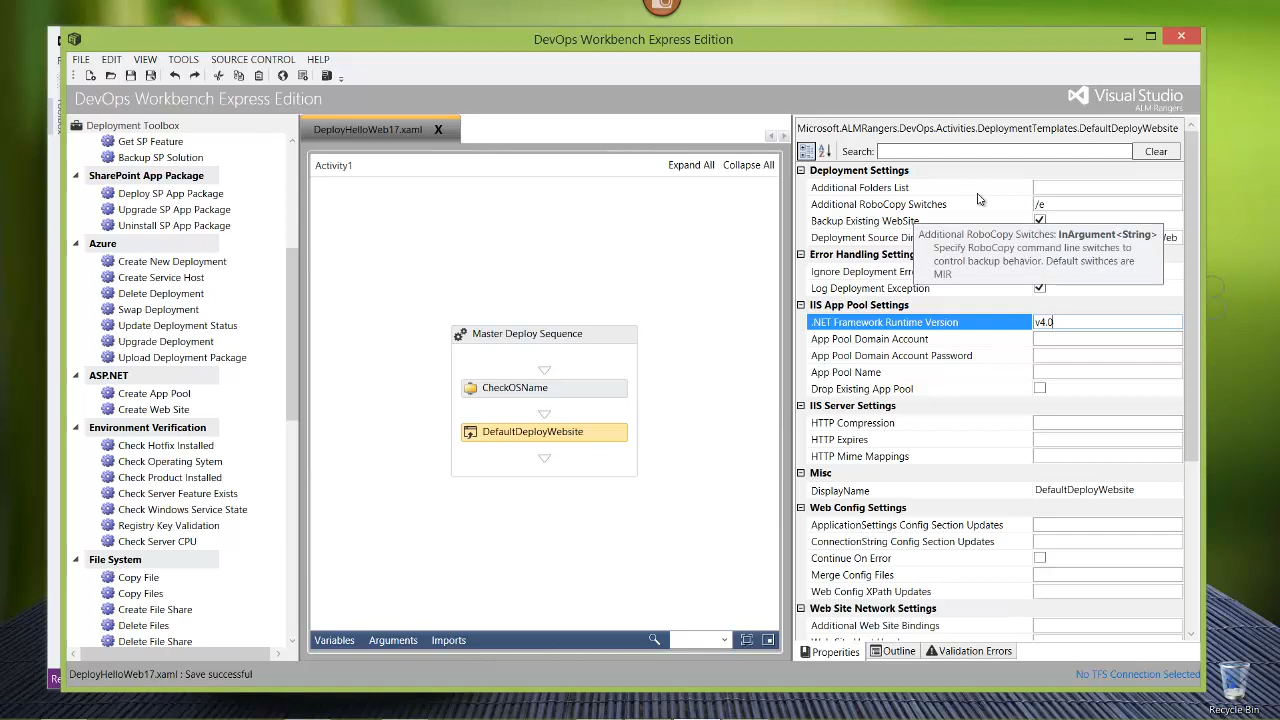 DevOps Workbench Express Edition
FILE EDIT VIEW TOOLS SOURCE CONTROL HELP
DevOps Workbench Express Edition
Visual Studio
ALM Rangers
Deployment Toolbox
Get SP Feature
Backup SP Solution
SharePoint App Package
Deploy SP App Package
Upgrade SP App Package
Uninstall SP App Package
Azure
Create New Deployment
Create Service Host
Delete Deployment
Swap Deployment
Update Deployment Status
Upgrade Deployment
Upload Deployment Package
ASP.NET
Create App Pool
Create Web Site
Environment Verification
Check Hotfix Installed
Check Operating Sytem
Check Product Installed
Check Server Feature Exists
Check Windows Service State
Registry Key Validation
Check Server CPU
File System
Copy File
Copy Files
Create File Share
Delete Files
Delete File Share
DeployHelloWeb17.xaml X
Activity1 Expand All Collapse All
Master Deploy Sequence
CheckOSName
DefaultDeployWebsite
Variables Arguments Imports
Microsoft.ALMRangers.DevOps.Activities.DeploymentTemplates.DefaultDeployWebsite
Search: Clear
Deployment Settings
Additional Folders List
Additional RoboCopy Switches /e
Backup Existing WebSite
Deployment Source Dir Web
Additional RoboCopy Switches: InArgument<String>
Specify RoboCopy command line switches to
control backup behavior. Default swithces are
MIR
Error Handling Setting
Ignore Deployment Err
Log Deployment Exception
IIS App Pool Settings
.NET Framework Runtime Version v4.0
App Pool Domain Account
App Pool Domain Account Password
App Pool Name
Drop Existing App Pool
IIS Server Settings
HTTP Compression
HTTP Expires
HTTP Mime Mappings
Misc
DisplayName DefaultDeployWebsite
Web Config Settings
ApplicationSettings Config Section Updates
ConnectionString Config Section Updates
Continue On Error
Merge Config Files
Web Config XPath Updates
Web Site Network Settings
Additional Web Site Bindings
Properties Outline Validation Errors
DeployHelloWeb17.xaml : Save successful
No TFS Connection Selected
Re
Recycle Bin